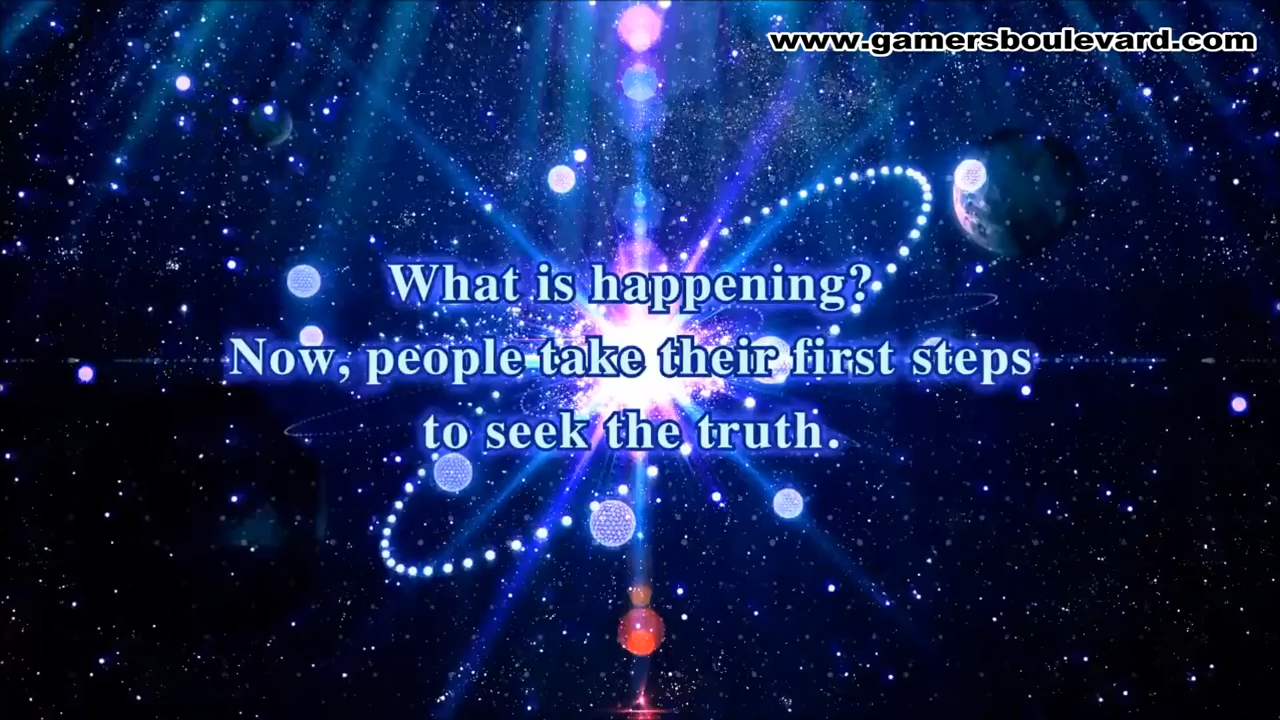 www.gamersboulevard.com
What is happening?
Now, people take their first steps
to seek the truth.